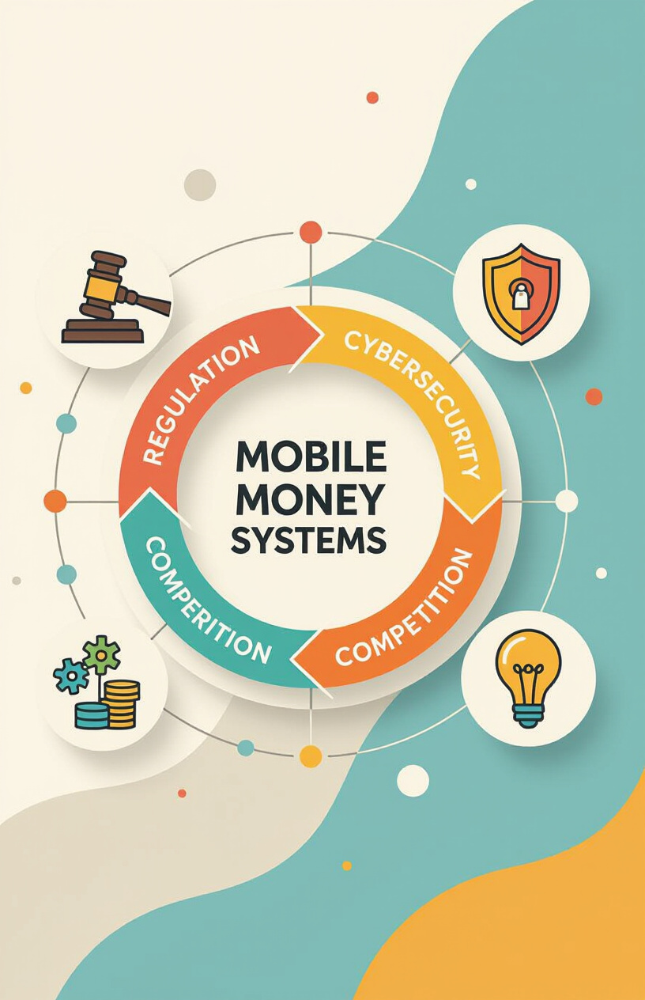 REGULATION
CYBERSECURITY
MOBILE
MONEY
SYSTEMS
COMPERITION
COMPETITION